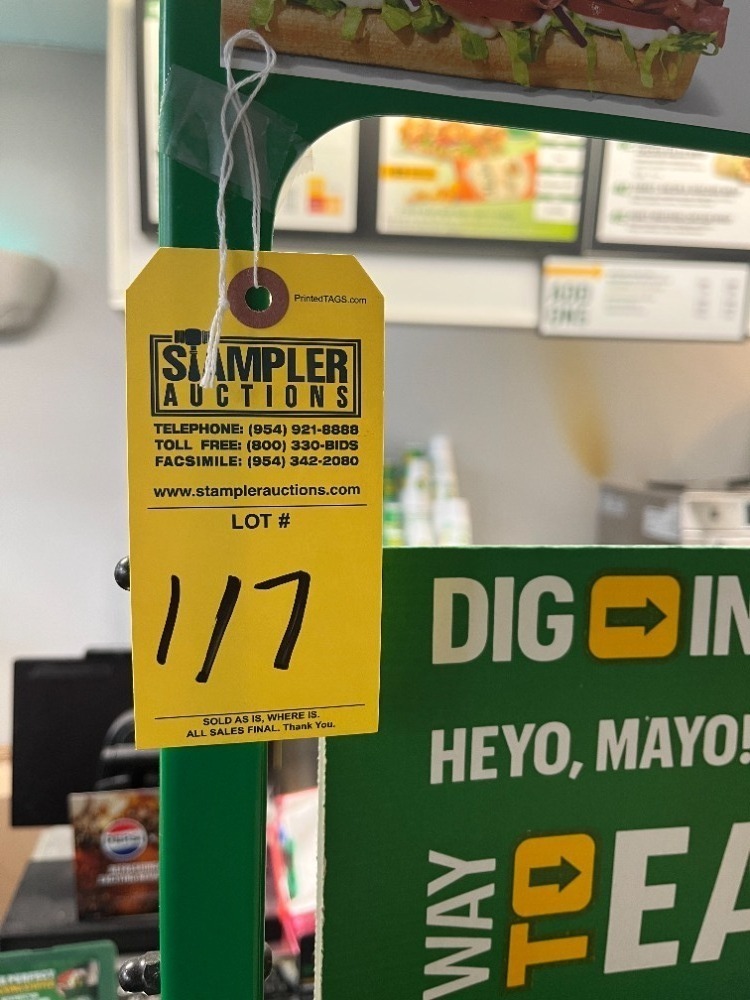 PrintedTAGS.com
STAMPLER
AUCTIONS
TELEPHONE: (954) 921-8888
TOLL FREE: (800) 330-BIDS
FACSIMILE: (954) 342-2080
www.stamplerauctions.com
LOT #
117
SOLD AS IS, WHERE IS.
ALL SALES FINAL. Thank You.
ADD
ONS
DIG → IN
HEYO, MAYO!
WAY
TO
EA